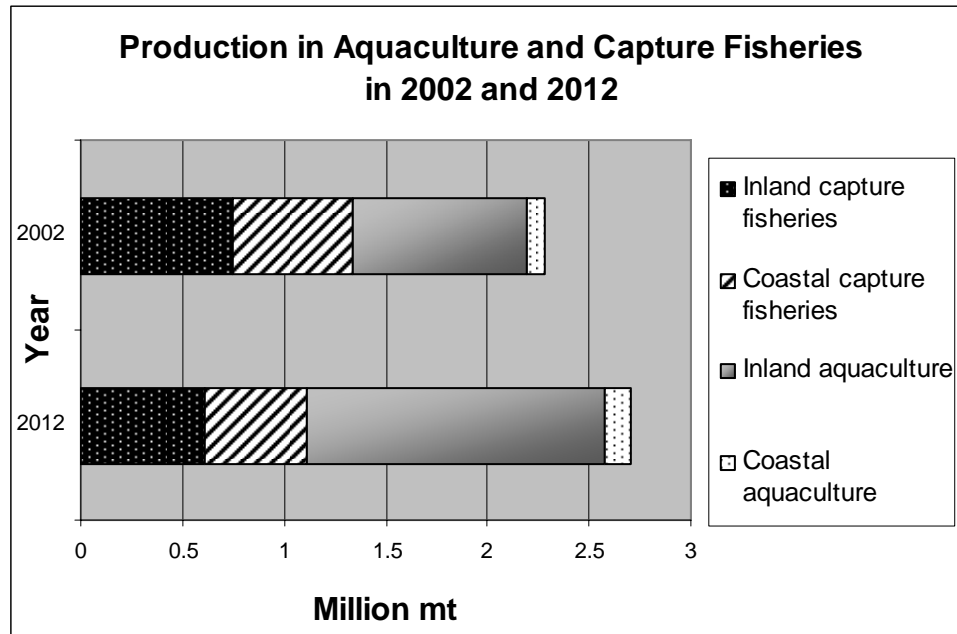 Production in Aquaculture and Capture Fisheries
in 2002 and 2012
Year
2002
2012
0 0.5 1 1.5 2 2.5 3
Million mt
Inland capture
fisheries
Coastal capture
fisheries
Inland aquaculture
Coastal
aquaculture